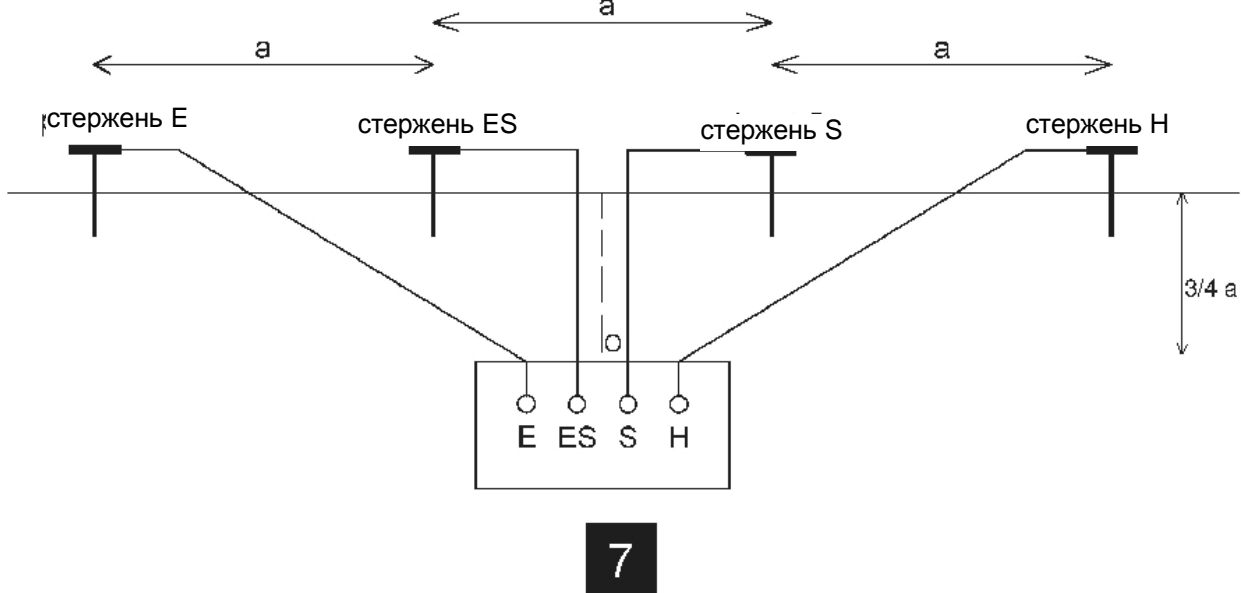 a
a a
стержень E стержень ES стержень S стержень H
3/4 a
O
E ES S H
7